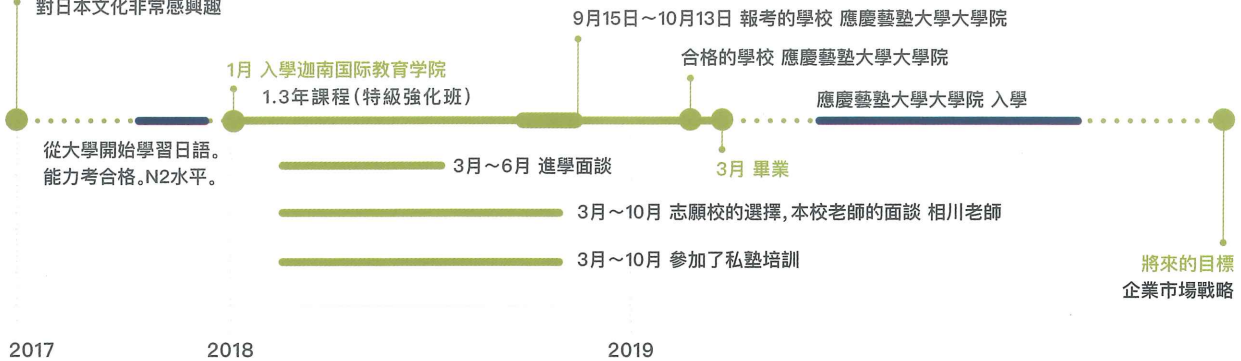 對日本文化非常感興趣
9月15日～10月13日 報考的學校 應慶藝塾大學大學院
合格的學校 應慶藝塾大學大學院
1月 入學迦南国际教育学院
1.3年課程（特級強化班）
應慶藝塾大學大學院 入學
從大學開始學習日語。
能力考合格。N2水平。
3月～6月 進學面談
3月 畢業
3月～10月 志願校的選擇，本校老師的面談 相川老師
3月～10月 參加了私塾培訓
將來的目標
企業市場戰略
2017
2018
2019